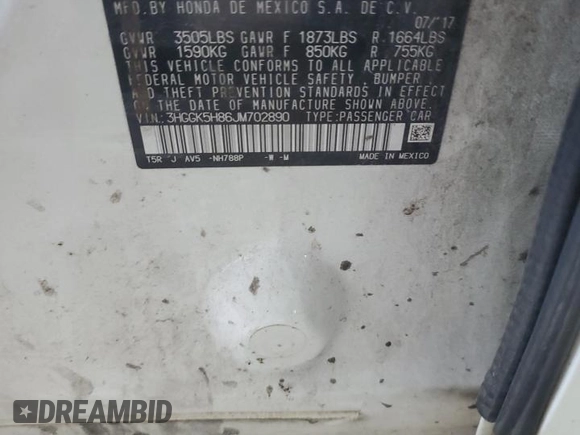 MFD.BY HONDA DE MEXICO S.A. DE C.V.
07/'17
GVWR 3505LBS GAWR F 1873LBS R.1664LBS
GVWR 1590KG GAWR F 850KG R 755KG
THIS VEHICLE CONFORMS TO ALL APPLICABLE
FEDERAL MOTOR VEHICLE SAFETY, BUMPER,
AND THEFT PREVENTION STANDARDS IN EFFECT
ON THE DATE OF MANUFACTURE SHOWN ABOVE.
VIN: 3HGGK5H86JM702890 TYPE:PASSENGER CAR
T5R J AV5 -NH788P -W -M
MADE IN MEXICO
DREAMBID